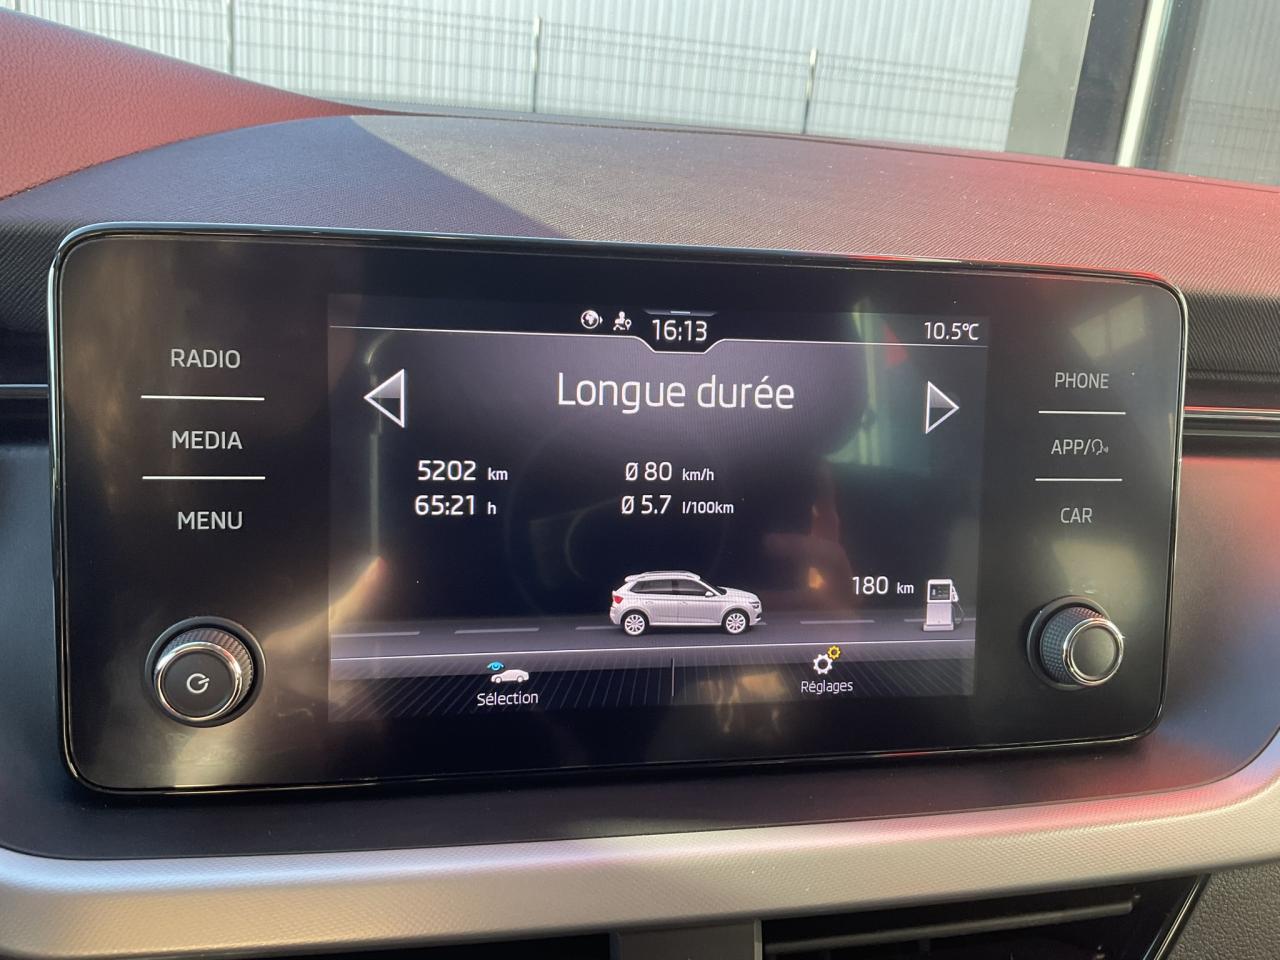 RADIO
MEDIA
MENU
16:13
10.5°C
Longue durée
5202 km
65:21 h
Ø 80 km/h
Ø 5.7 l/100km
180 km
Sélection
Réglages
PHONE
APP/
CAR